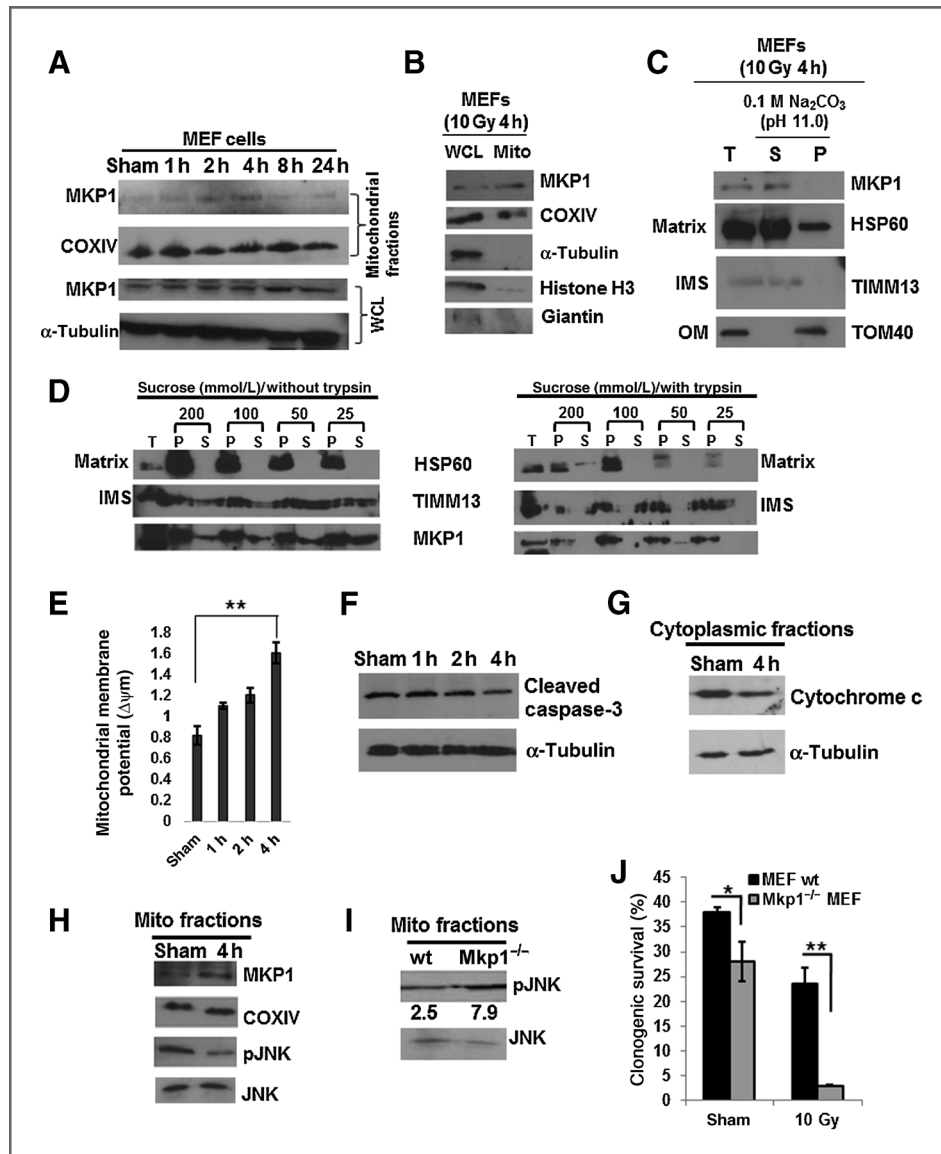 A
MEF cells
Sham 1 h 2 h 4 h 8 h 24 h
MKP1
COXIV
Mitochondrial
fractions
MKP1
α-Tubulin
WCL
B
MEFs
(10 Gy 4 h)
WCL Mito
MKP1
COXIV
α-Tubulin
Histone H3
Giantin
C
MEFs
(10 Gy 4 h)
0.1 M Na₂CO₃
(pH 11.0)
T S P
MKP1
Matrix HSP60
IMS TIMM13
OM TOM40
D
Sucrose (mmol/L)/without trypsin
200 100 50 25
T P S P S P S P S
Matrix
IMS
HSP60
TIMM13
MKP1
Sucrose (mmol/L)/with trypsin
200 100 50 25
T P S P S P S P S
Matrix
IMS
E
**
Mitochondrial membrane
potential (Δψm)
1.8
1.6
1.4
1.2
1
0.8
0.6
0.4
0.2
0
Sham 1 h 2 h 4 h
F
Sham 1 h 2 h 4 h
Cleaved
caspase-3
α-Tubulin
G
Cytoplasmic fractions
Sham 4 h
Cytochrome c
α-Tubulin
H
Mito fractions
Sham 4 h
MKP1
COXIV
pJNK
JNK
I
Mito fractions
wt Mkp1⁻/⁻
pJNK
2.5 7.9
JNK
J
Clonogenic survival (%)
45
40
35
30
25
20
15
10
5
0
MEF wt
Mkp1⁻/⁻ MEF
*
**
Sham 10 Gy